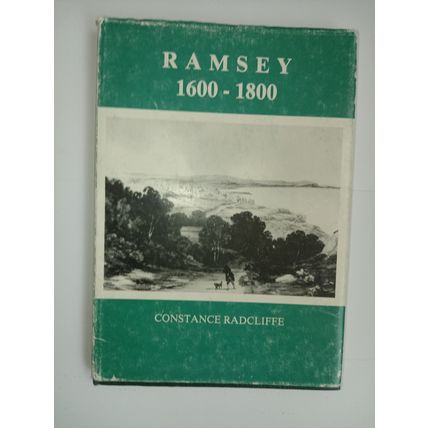 RAMSEY
1600 - 1800
CONSTANCE RADCLIFFE